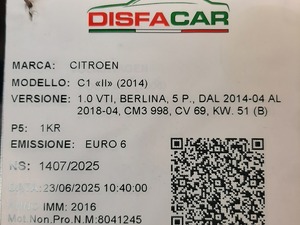 DISFACAR
MARCA: CITROEN
MODELLO: C1 «II» (2014)
VERSIONE: 1.0 VTI, BERLINA, 5 P., DAL 2014-04 AL
2018-04, CM3 998, CV 69, KW. 51 (B)
P5: 1KR
EMISSIONE: EURO 6
NS: 1407/2025
DATA:23/06/2025 10:40:00
IMM: 2016
Mot.Non.Pro.N.M:8041245